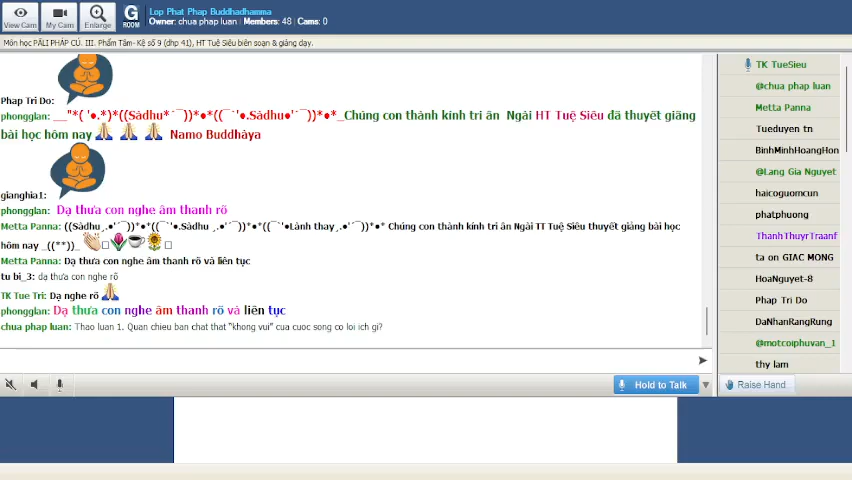 View Cam
My Cam
Enlarge
G
ROOM
Lop Phat Phap Buddhadhamma
Owner: chua phap luan | Members: 48 | Cams: 0
Môn học PĀLI PHÁP CÚ. III. Phẩm Tâm- Kệ số 9 (dhp 41), HT Tuệ Siêu biên soạn & giảng dạy.
Phap Tri Do:
phongglan: __"*( '●.*)*((Sàdhu*´¯))*●*((¯´'●.Sàdhu●'´¯))*●*_Chúng con thành kính tri ân Ngài HT Tuệ Siêu đã thuyết giảng
bài học hôm nay Namo Buddhàya
gianghia1:
phongglan: Dạ thưa con nghe âm thanh rõ
Metta Panna: ((Sàdhu ¸.●'´¯))*●*((¯´'●.Sàdhu ¸.●'´¯))*●*((¯´'●Lành thay¸.●'´¯))*●* Chúng con thành kính tri ân Ngài TT Tuệ Siêu thuyết giảng bài học
hôm nay _((**))_
Metta Panna: Dạ thưa con nghe âm thanh rõ và liên tục
tu bi_3: dạ thưa con nghe rõ
TK Tue Tri: Dạ nghe rõ
phongglan: Dạ thưa con nghe âm thanh rõ và liên tục
chua phap luan: Thao luan 1. Quan chieu ban chat that "khong vui" cua cuoc song co loi ich gi?
Hold to Talk
TK TueSieu
@chua phap luan
Metta Panna
Tueduyen tn
BinhMinhHoangHon
@Lang Gia Nguyet
haicoguomcun
phatphuong
ThanhThuyrTraanf
ta on GIAC MONG
HoaNguyet-8
Phap Tri Do
DaNhanRangRung
@motcoiphuvan_1
thy lam
Raise Hand